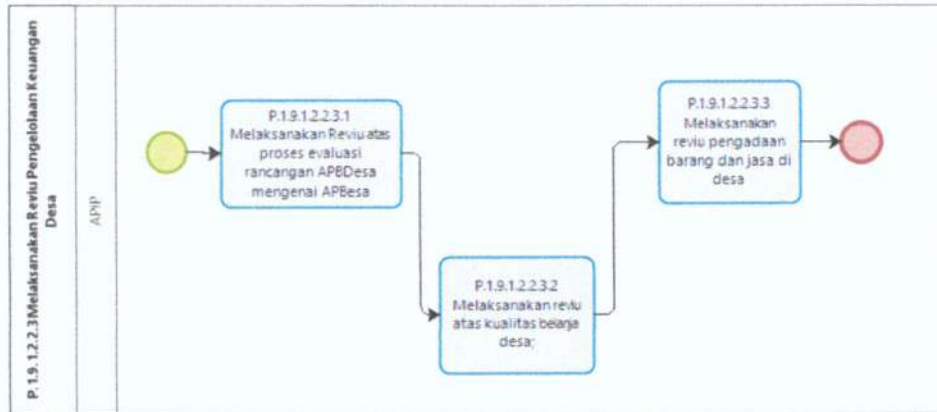 P.1.9.1.2.2.3Melaksanakan Reviu Pengelolaan Keuangan
Desa
APIP
P.1.9.1.2.2.3.1
Melaksanakan Reviu atas
proses evaluasi
rancangan APBDesa
mengenai APBesa
P.1.9.1.2.2.3.2
Melaksanakan reviu
atas kualitas belanja
desa;
P.1.9.1.2.2.3.3
Melaksanakan
reviu pengadaan
barang dan jasa di
desa